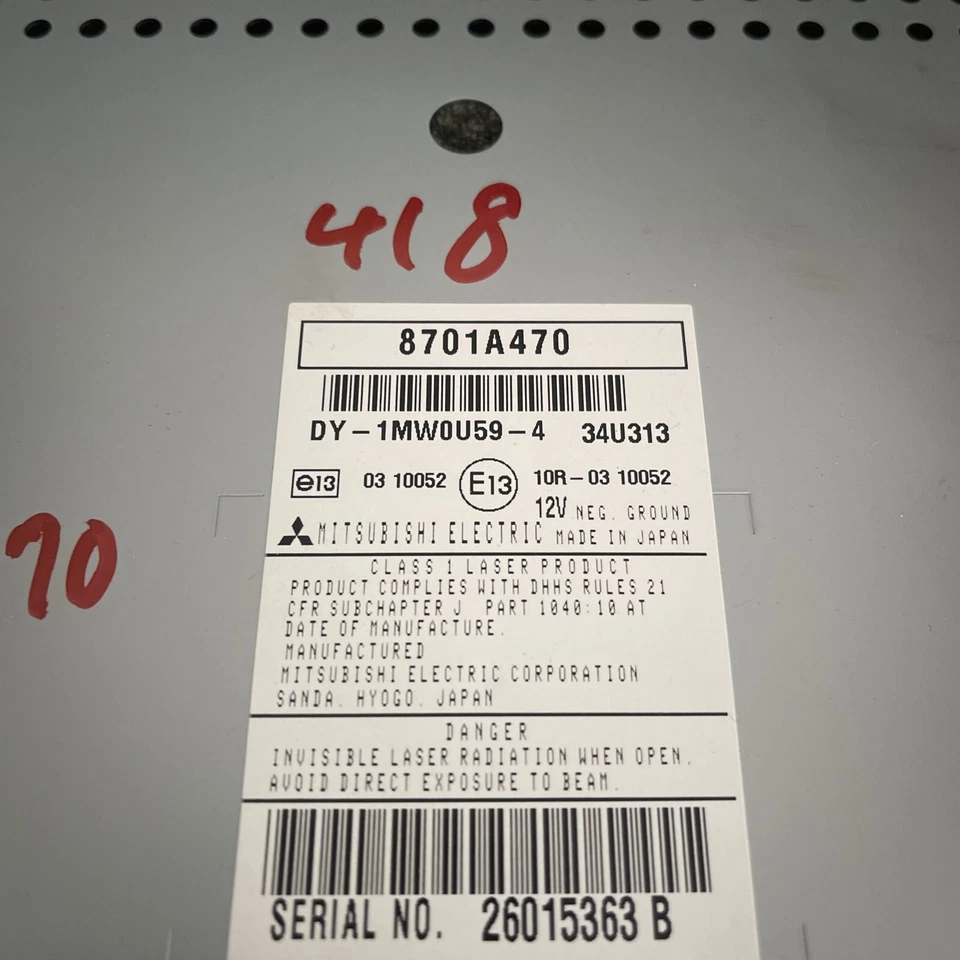 418
8701A470
DY-1MW0U59-4 34U313
e13 03 10052 E13 10R-03 10052
12V NEG. GROUND
MITSUBISHI ELECTRIC MADE IN JAPAN
70
CLASS 1 LASER PRODUCT
PRODUCT COMPLIES WITH DHHS RULES 21
CFR SUBCHAPTER J PART 1040:10 AT
DATE OF MANUFACTURE.
MANUFACTURED
MITSUBISHI ELECTRIC CORPORATION
SANDA. HYOGO. JAPAN
DANGER
INVISIBLE LASER RADIATION WHEN OPEN.
AVOID DIRECT EXPOSURE TO BEAM.
SERIAL NO. 26015363 B